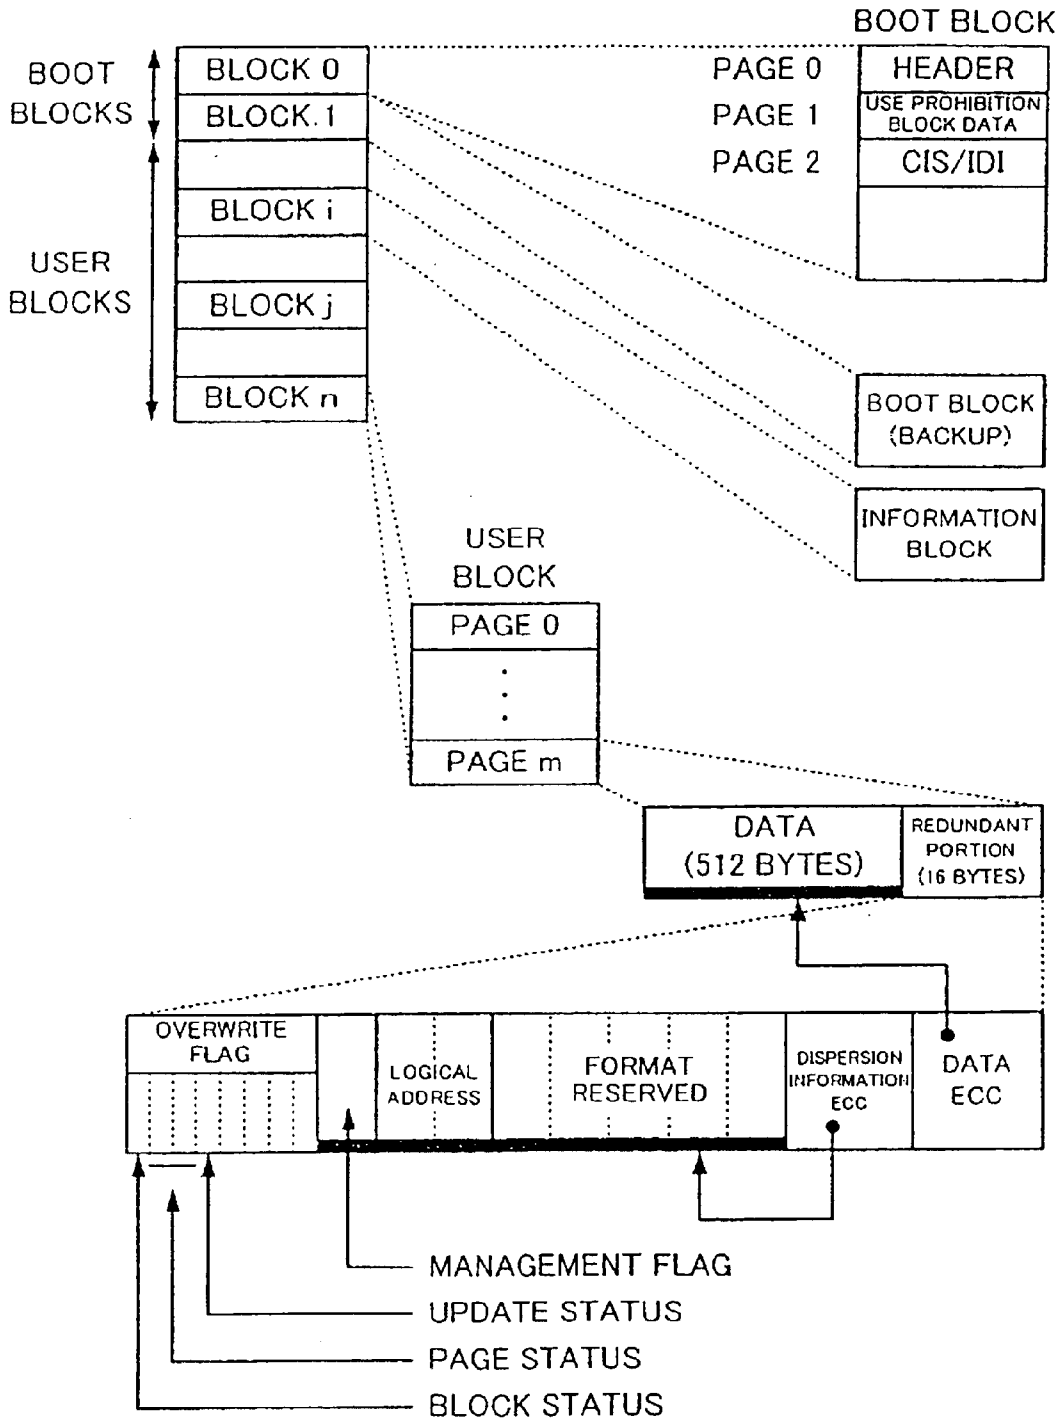 BOOT BLOCK
BOOT
BLOCKS
BLOCK 0
BLOCK.1
PAGE 0
HEADER
PAGE 1
USE PROHIBITION
BLOCK DATA
PAGE 2
CIS/IDI
USER
BLOCKS
BLOCK i
BLOCK j
BLOCK n
BOOT BLOCK
(BACKUP)
INFORMATION
BLOCK
USER
BLOCK
PAGE 0
PAGE m
DATA
(512 BYTES)
REDUNDANT
PORTION
(16 BYTES)
OVERWRITE
FLAG
LOGICAL
ADDRESS
FORMAT
RESERVED
DISPERSION
INFORMATION
ECC
DATA
ECC
MANAGEMENT FLAG
UPDATE STATUS
PAGE STATUS
BLOCK STATUS